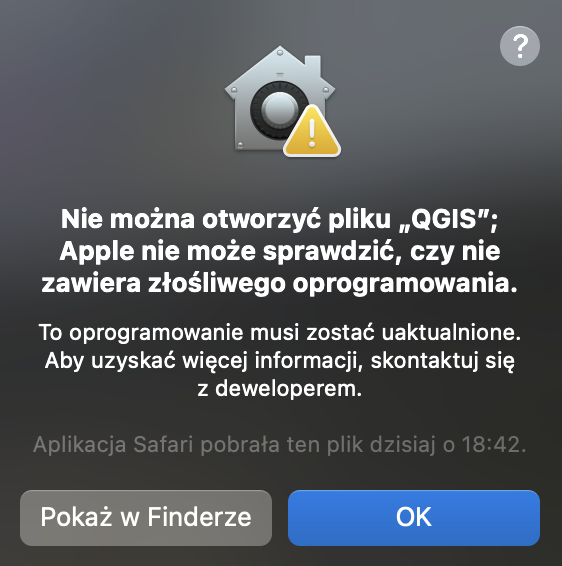 ?
Nie można otworzyć pliku „QGIS”;
Apple nie może sprawdzić, czy nie
zawiera złośliwego oprogramowania.
To oprogramowanie musi zostać uaktualnione.
Aby uzyskać więcej informacji, skontaktuj się
z deweloperem.
Aplikacja Safari pobrała ten plik dzisiaj o 18:42.
Pokaż w Finderze
OK